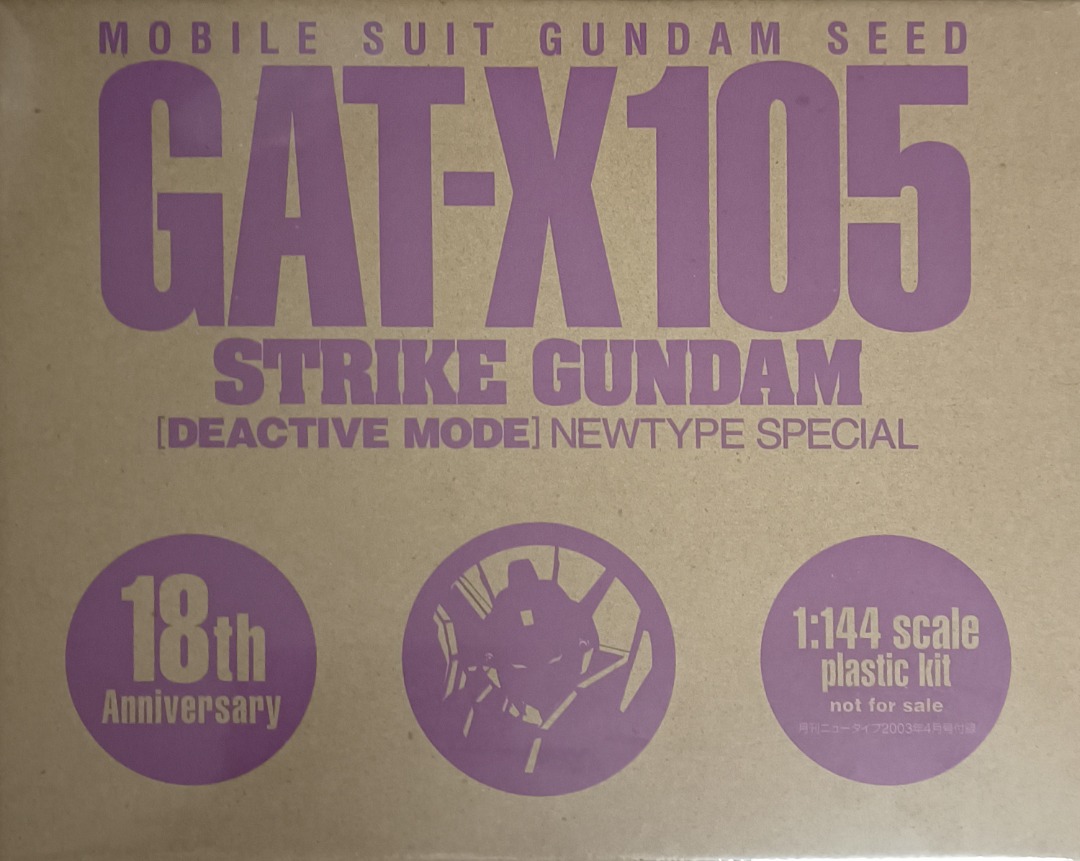 MOBILE SUIT GUNDAM SEED
GAT-X105
STRIKE GUNDAM
[DEACTIVE MODE] NEWTYPE SPECIAL
18th
Anniversary
1:144 scale
plastic kit
not for sale
月刊ニュータイプ2003年4月号付録